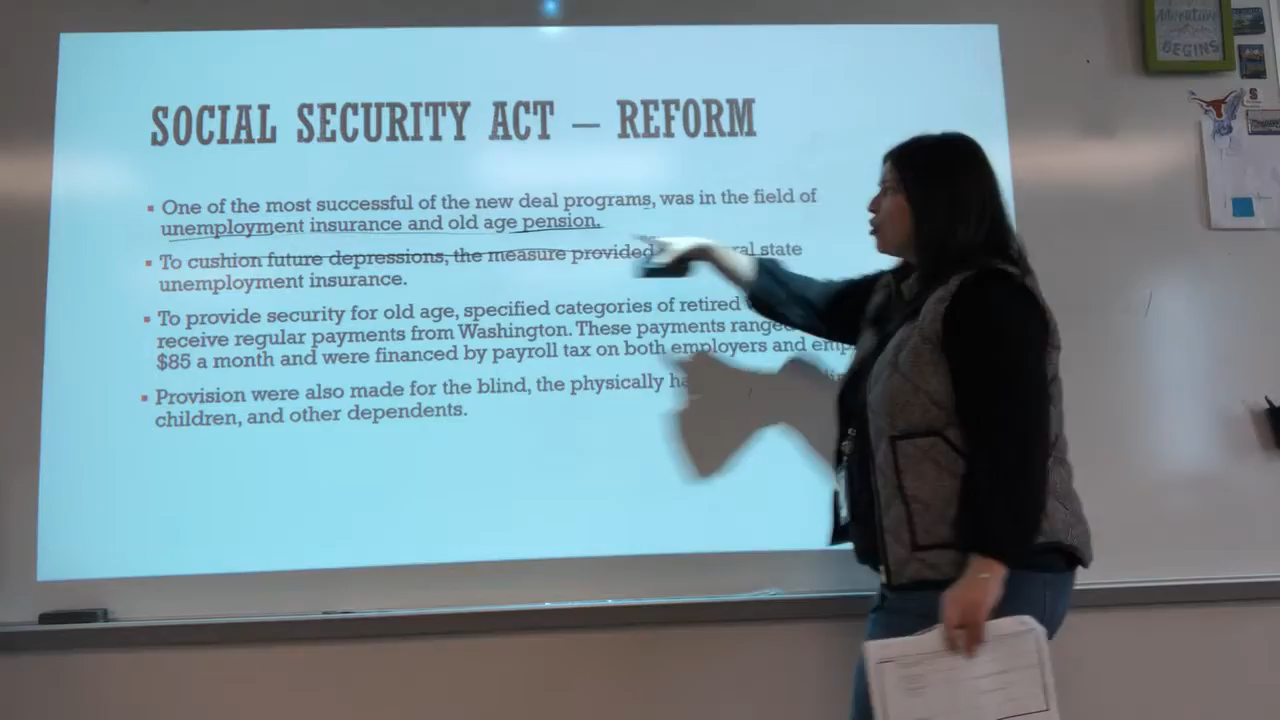 SOCIAL SECURITY ACT – REFORM
One of the most successful of the new deal programs, was in the field of
unemployment insurance and old age pension.
To cushion future depressions, the measure provided state
unemployment insurance.
To provide security for old age, specified categories of retired
receive regular payments from Washington. These payments ranged
$85 a month and were financed by payroll tax on both employers and
Provision were also made for the blind, the physically
children, and other dependents.
Adventure
BEGINS